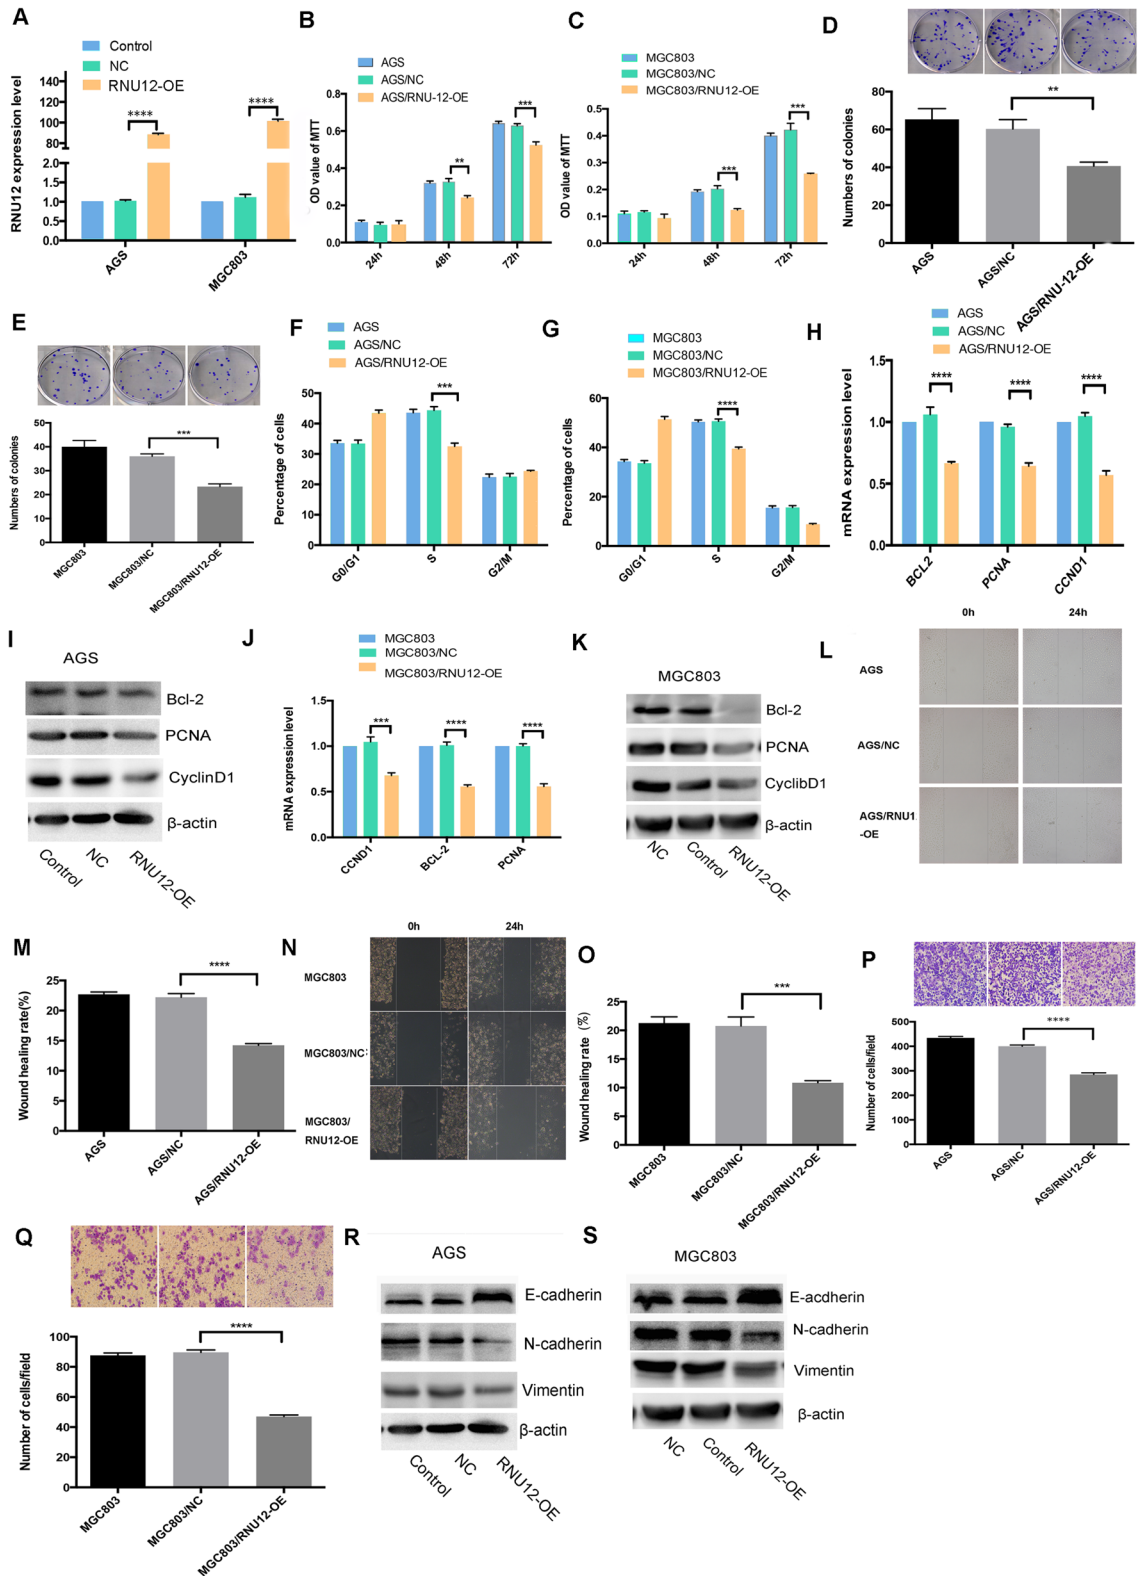 A
Control
NC
RNU12-OE
RNU12 expression level
140
120
100
80
2.0
1.5
1.0
0.5
0.0
****
****
AGS
MGC803
B
AGS
AGS/NC
AGS/RNU-12-OE
OD value of MTT
0.8
0.6
0.4
0.2
0.0
**
***
24h
48h
72h
C
MGC803
MGC803/NC
MGC803/RNU12-OE
OD value of MTT
0.5
0.4
0.3
0.2
0.1
0.0
***
***
24h
48h
72h
D
Numbers of colonies
80
60
40
20
0
**
AGS
AGS/NC
AGS/RNU-12-OE
E
Numbers of colonies
50
40
30
20
10
0
***
MGC803
MGC803/NC
MGC803/RNU12-OE
F
AGS
AGS/NC
AGS/RNU12-OE
Percentage of cells
50
40
30
20
10
0
***
G0/G1
S
G2/M
G
MGC803
MGC803/NC
MGC803/RNU12-OE
Percentage of cells
60
40
20
0
****
G0/G1
S
G2/M
H
AGS
AGS/NC
AGS/RNU12-OE
mRNA expression level
1.5
1.0
0.5
0.0
****
****
****
BCL2
PCNA
CCND1
I
AGS
Bcl-2
PCNA
CyclinD1
β-actin
Control
NC
RNU12-OE
J
MGC803
MGC803/NC
MGC803/RNU12-OE
mRNA expression level
1.5
1.0
0.5
0.0
***
****
****
CCND1
BCL-2
PCNA
K
MGC803
Bcl-2
PCNA
CyclibD1
β-actin
NC
Control
RNU12-OE
L
0h
24h
AGS
AGS/NC
AGS/RNU1
-OE
M
Wound healing rate(%)
25
20
15
10
5
0
****
AGS
AGS/NC
AGS/RNU12-OE
N
0h
24h
MGC803
MGC803/NC
MGC803/
RNU12-OE
O
Wound healing rate (%)
25
20
15
10
5
0
***
MGC803
MGC803/NC
MGC803/RNU12-OE
P
Number of cells/field
500
400
300
200
100
0
****
AGS
AGS/NC
AGS/RNU12-OE
Q
Number of cells/field
100
80
60
40
20
0
****
MGC803
MGC803/NC
MGC803/RNU12-OE
R
AGS
E-cadherin
N-cadherin
Vimentin
β-actin
Control
NC
RNU12-OE
S
MGC803
E-acdherin
N-cadherin
Vimentin
β-actin
NC
Control
RNU12-OE